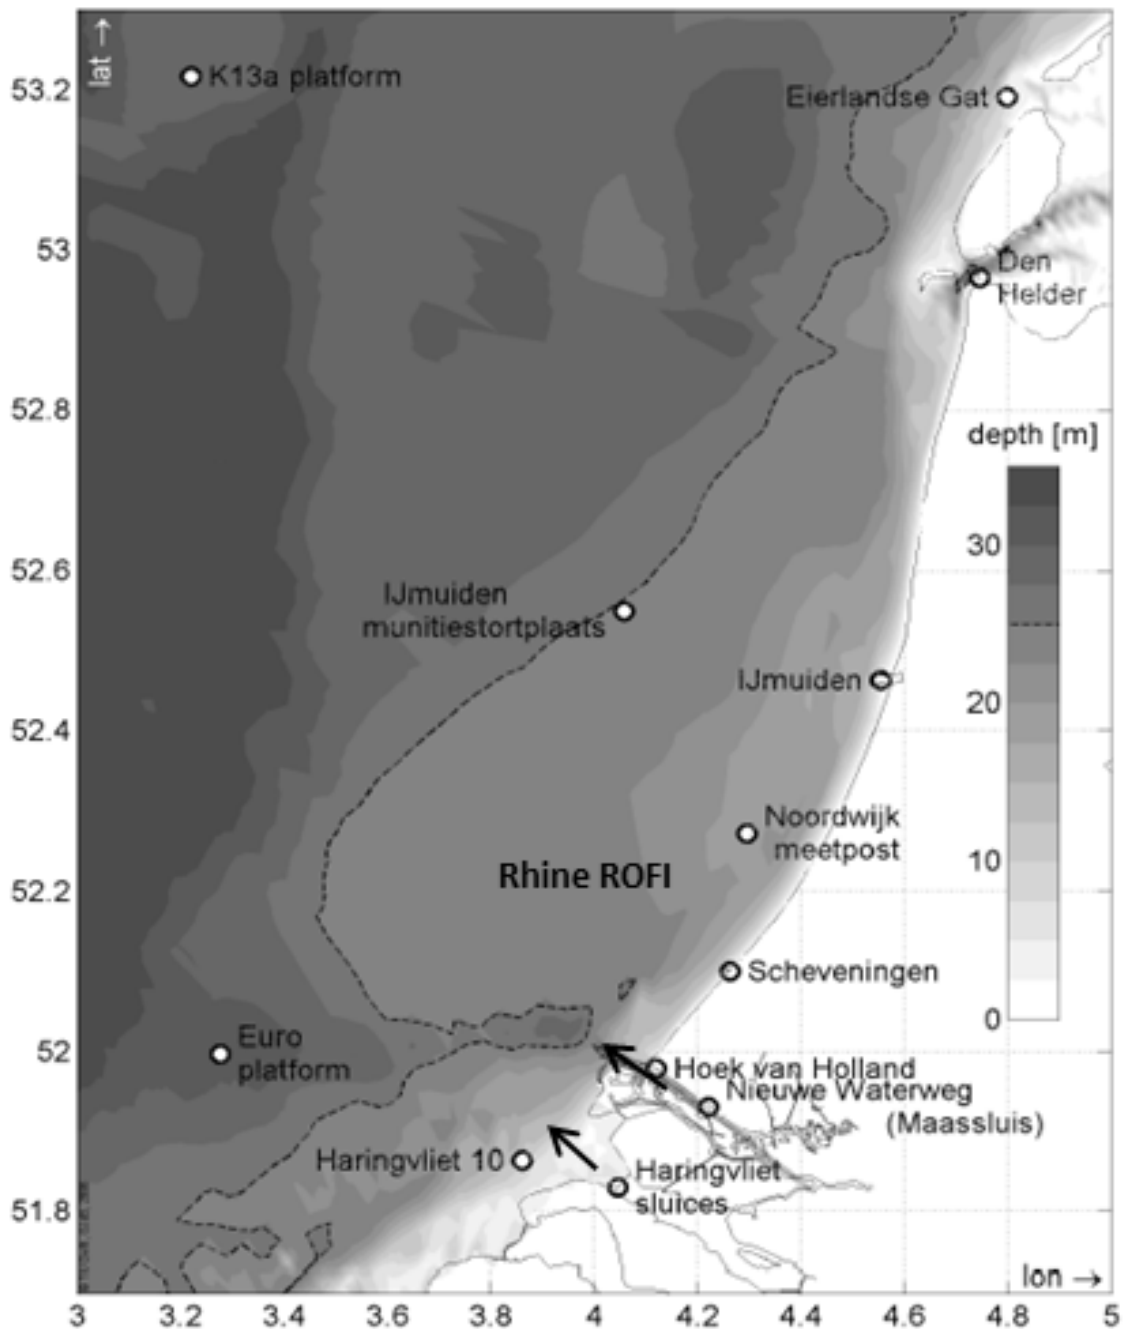 lat →
53.2
53
52.8
52.6
52.4
52.2
52
51.8
K13a platform
Eierlandse Gat
Den
Helder
depth [m]
30
20
10
0
IJmuiden
munitiestortplaats
IJmuiden
Noordwijk
meetpost
Rhine ROFI
Scheveningen
Euro
platform
Hoek van Holland
Nieuwe Waterweg
(Maassluis)
Haringvliet 10
Haringvliet
sluices
lon →
3
3.2
3.4
3.6
3.8
4
4.2
4.4
4.6
4.8
5